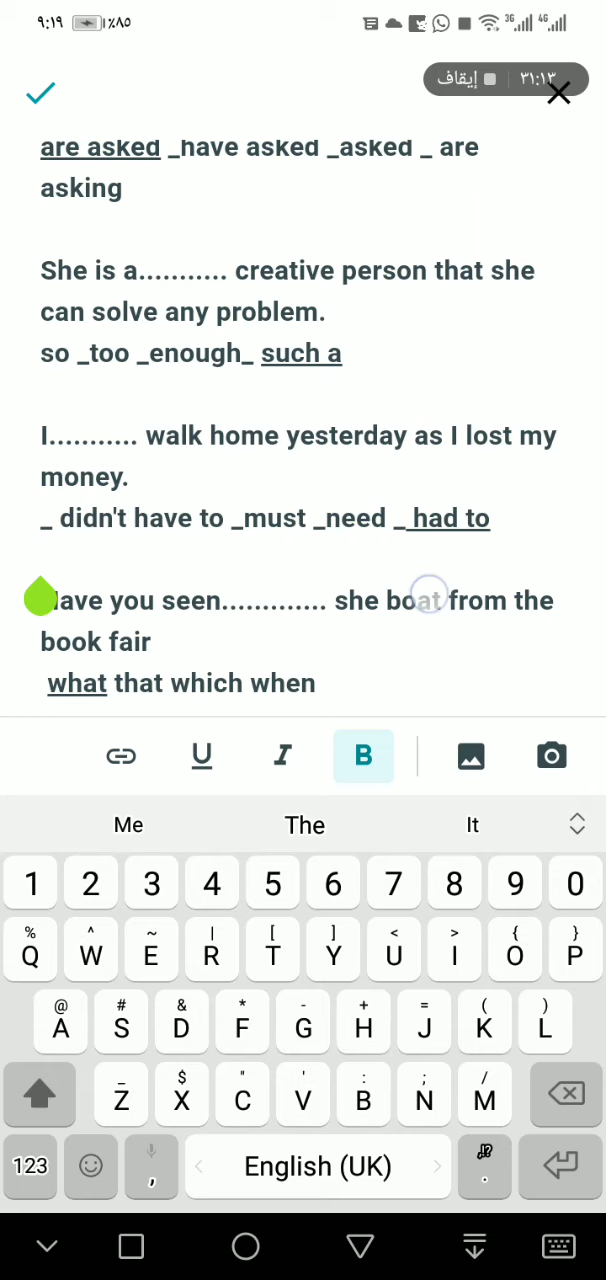 ٩:١٩ ٪٨٥ 3G 4G
إيقاف ٣١:١٣
are asked _have asked _asked _ are
asking
She is a........... creative person that she
can solve any problem.
so _too _enough_ such a
I........... walk home yesterday as I lost my
money.
_ didn't have to _must _need _ had to
Have you seen............. she boat from the
book fair
what that which when
U I B
Me The It
1 2 3 4 5 6 7 8 9 0
% ^ ~ | [ ] < > { }
Q W E R T Y U I O P
@ # & * - + = ( )
A S D F G H J K L
_ $ " ' : ; /
Z X C V B N M
123 , English (UK) .